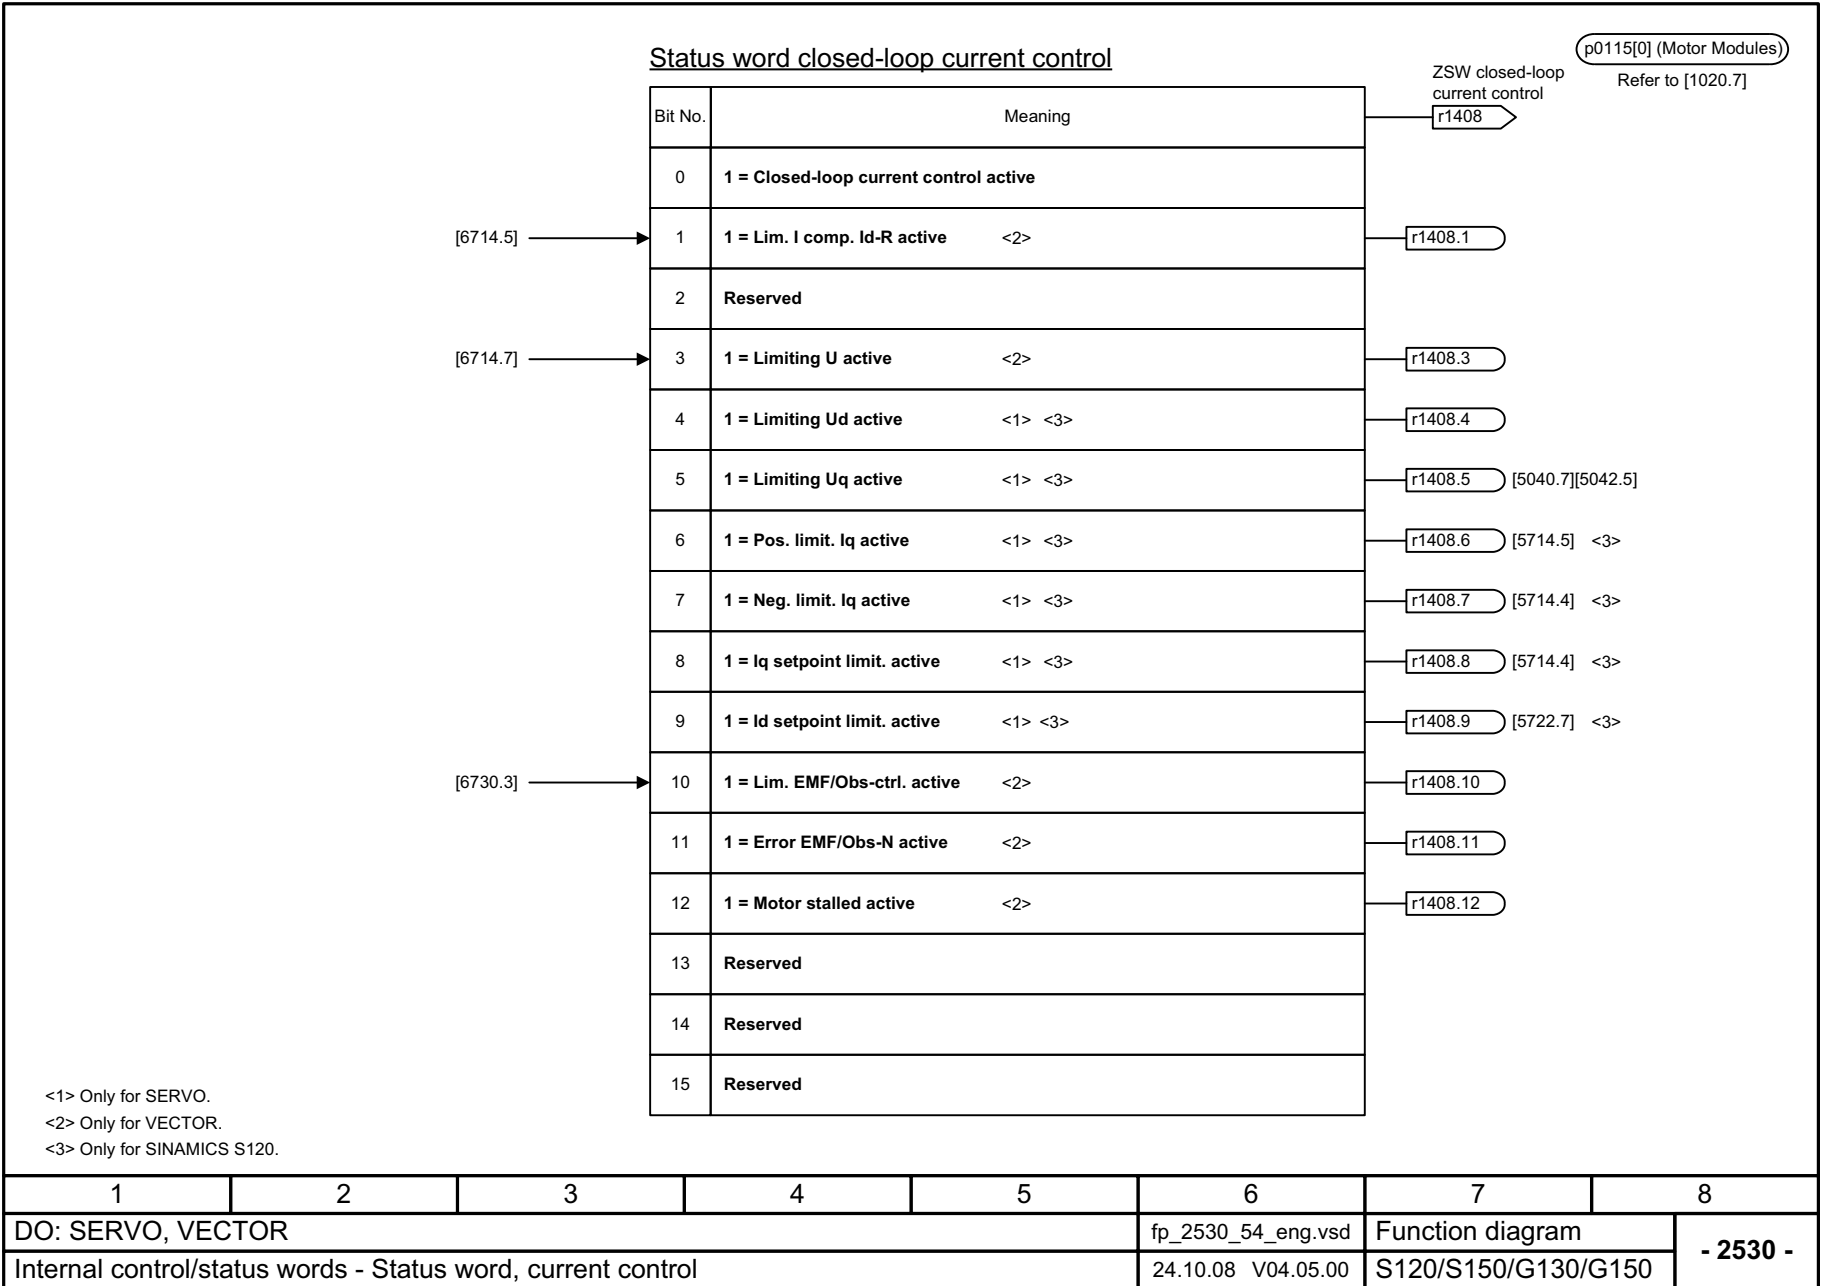 Status word closed-loop current control
p0115[0] (Motor Modules)
Refer to [1020.7]
ZSW closed-loop
current control
Bit No. Meaning r1408
0 1 = Closed-loop current control active
[6714.5] 1 1 = Lim. I comp. Id-R active <2> r1408.1
2 Reserved
[6714.7] 3 1 = Limiting U active <2> r1408.3
4 1 = Limiting Ud active <1> <3> r1408.4
5 1 = Limiting Uq active <1> <3> r1408.5 [5040.7][5042.5]
6 1 = Pos. limit. Iq active <1> <3> r1408.6 [5714.5] <3>
7 1 = Neg. limit. Iq active <1> <3> r1408.7 [5714.4] <3>
8 1 = Iq setpoint limit. active <1> <3> r1408.8 [5714.4] <3>
9 1 = Id setpoint limit. active <1> <3> r1408.9 [5722.7] <3>
[6730.3] 10 1 = Lim. EMF/Obs-ctrl. active <2> r1408.10
11 1 = Error EMF/Obs-N active <2> r1408.11
12 1 = Motor stalled active <2> r1408.12
13 Reserved
14 Reserved
15 Reserved
<1> Only for SERVO.
<2> Only for VECTOR.
<3> Only for SINAMICS S120.
1 2 3 4 5 6 7 8
DO: SERVO, VECTOR fp_2530_54_eng.vsd Function diagram - 2530 -
Internal control/status words - Status word, current control 24.10.08 V04.05.00 S120/S150/G130/G150